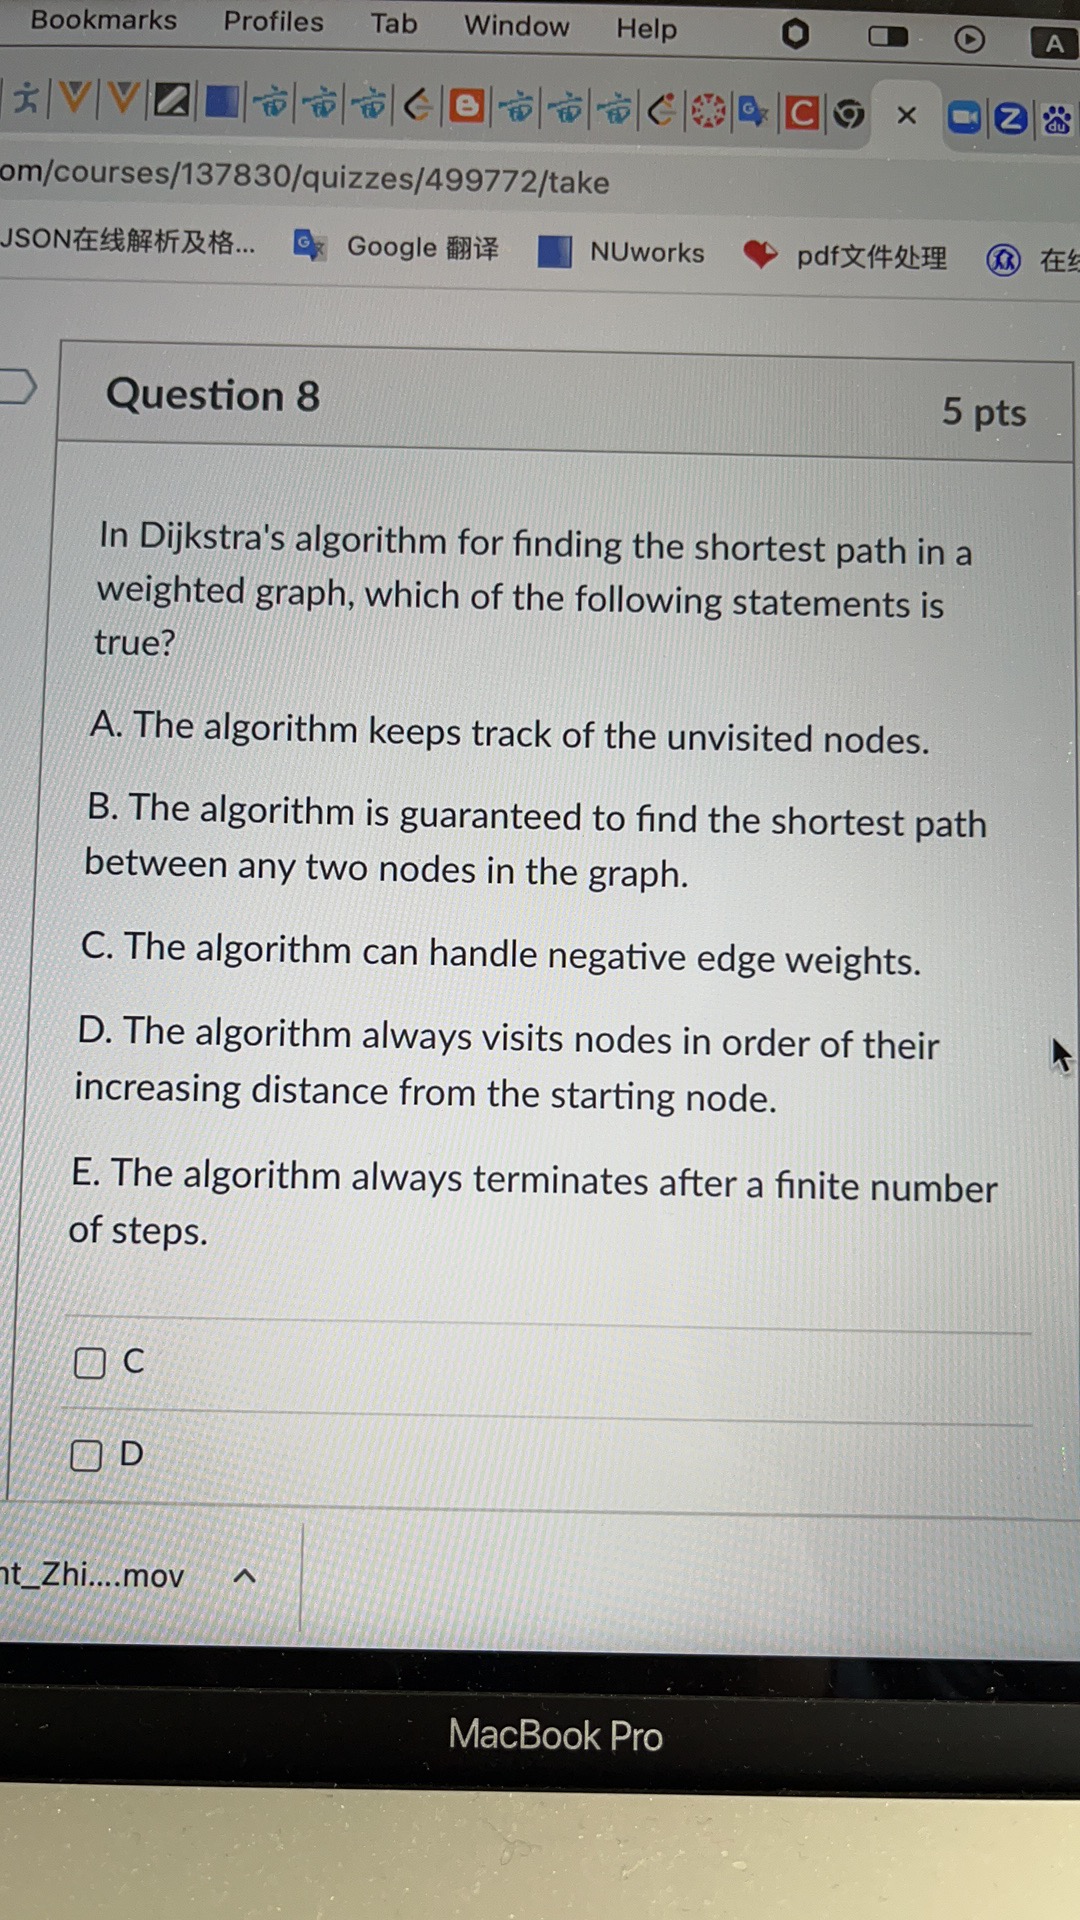 Bookmarks Profiles Tab Window Help A
om/courses/137830/quizzes/499772/take
JSON在线解析及格... Google 翻译 NUworks pdf文件处理
Question 8
5 pts
In Dijkstra's algorithm for finding the shortest path in a
weighted graph, which of the following statements is
true?
A. The algorithm keeps track of the unvisited nodes.
B. The algorithm is guaranteed to find the shortest path
between any two nodes in the graph.
C. The algorithm can handle negative edge weights.
D. The algorithm always visits nodes in order of their
increasing distance from the starting node.
E. The algorithm always terminates after a finite number
of steps.
C
D
nt_Zhi....mov
MacBook Pro